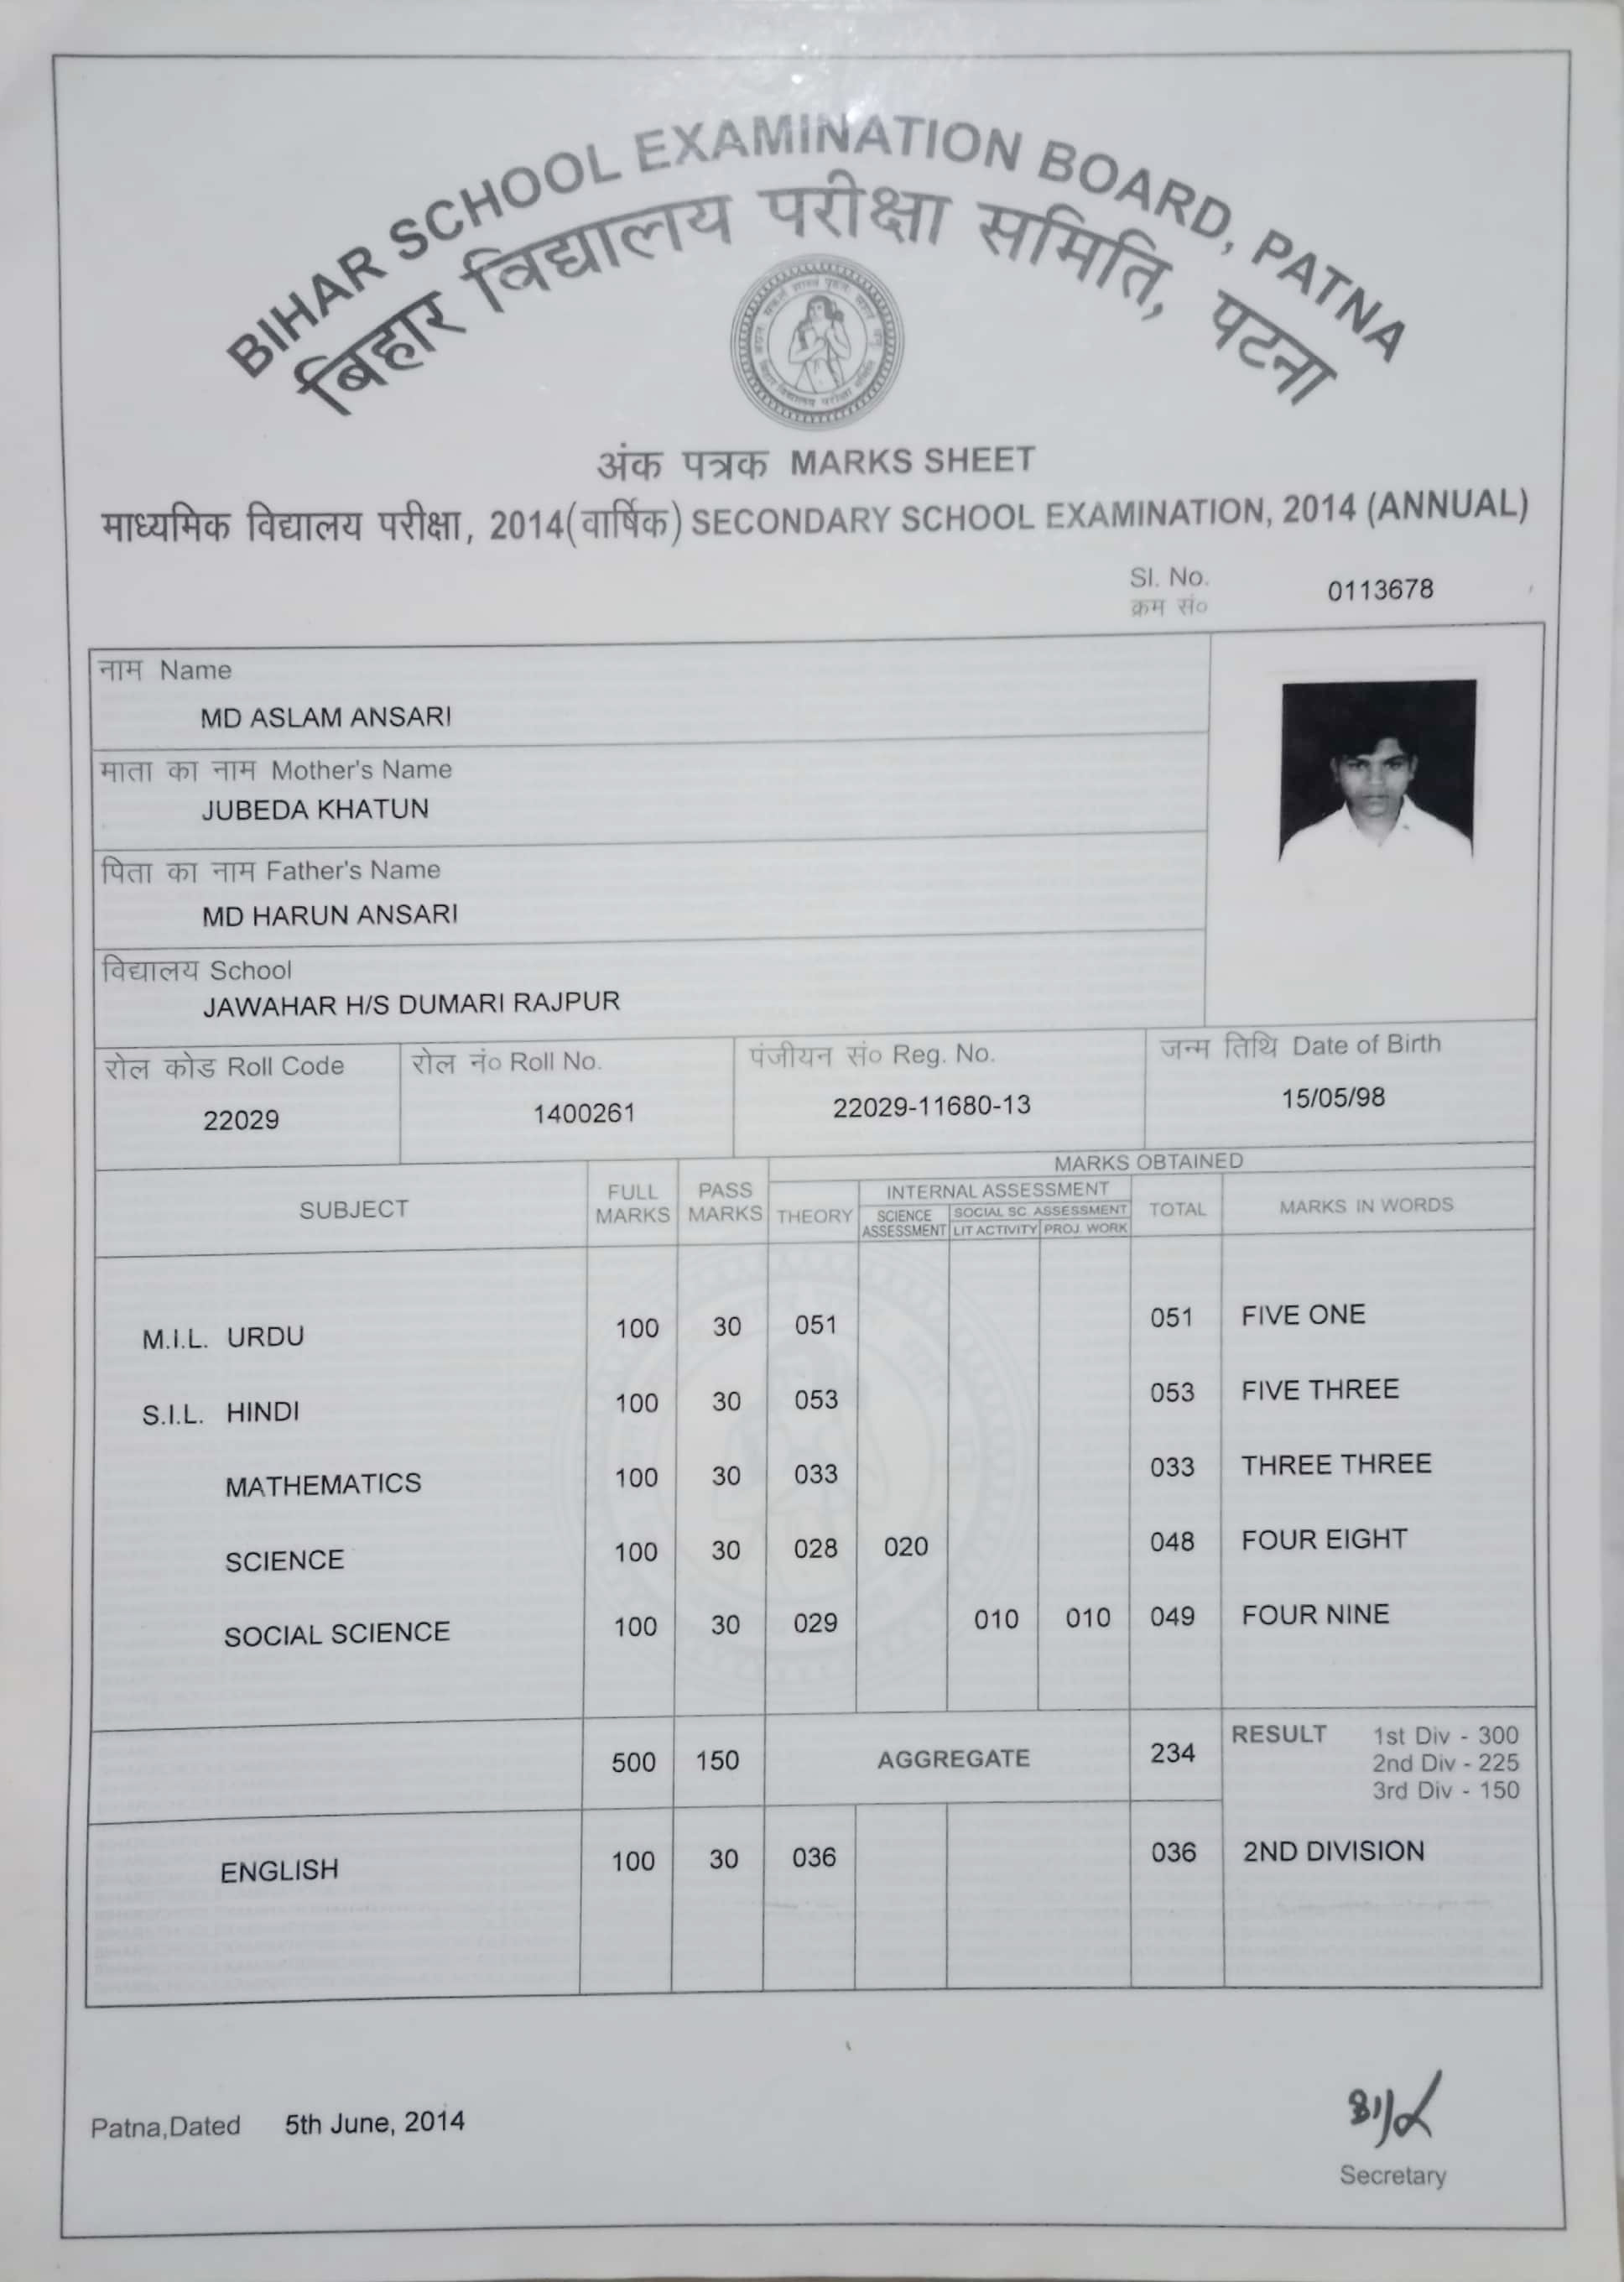 BIHAR SCHOOL EXAMINATION BOARD, PATNA
बिहार विद्यालय परीक्षा समिति, पटना
अंक पत्रक MARKS SHEET
माध्यमिक विद्यालय परीक्षा, 2014(वार्षिक) SECONDARY SCHOOL EXAMINATION, 2014 (ANNUAL)
Sl. No. 0113678
क्रम सं०
नाम Name
MD ASLAM ANSARI
माता का नाम Mother's Name
JUBEDA KHATUN
पिता का नाम Father's Name
MD HARUN ANSARI
विद्यालय School
JAWAHAR H/S DUMARI RAJPUR
रोल कोड Roll Code रोल नं० Roll No. पंजीयन सं० Reg. No. जन्म तिथि Date of Birth
22029 1400261 22029-11680-13 15/05/98
MARKS OBTAINED
SUBJECT FULL MARKS PASS MARKS THEORY INTERNAL ASSESSMENT TOTAL MARKS IN WORDS
SCIENCE ASSESSMENT SOCIAL SC. ASSESSMENT
LIT ACTIVITY PROJ. WORK
M.I.L. URDU 100 30 051 051 FIVE ONE
S.I.L. HINDI 100 30 053 053 FIVE THREE
MATHEMATICS 100 30 033 033 THREE THREE
SCIENCE 100 30 028 020 048 FOUR EIGHT
SOCIAL SCIENCE 100 30 029 010 010 049 FOUR NINE
500 150 AGGREGATE 234 RESULT 1st Div - 300
2nd Div - 225
3rd Div - 150
ENGLISH 100 30 036 036 2ND DIVISION
Patna,Dated 5th June, 2014
Secretary